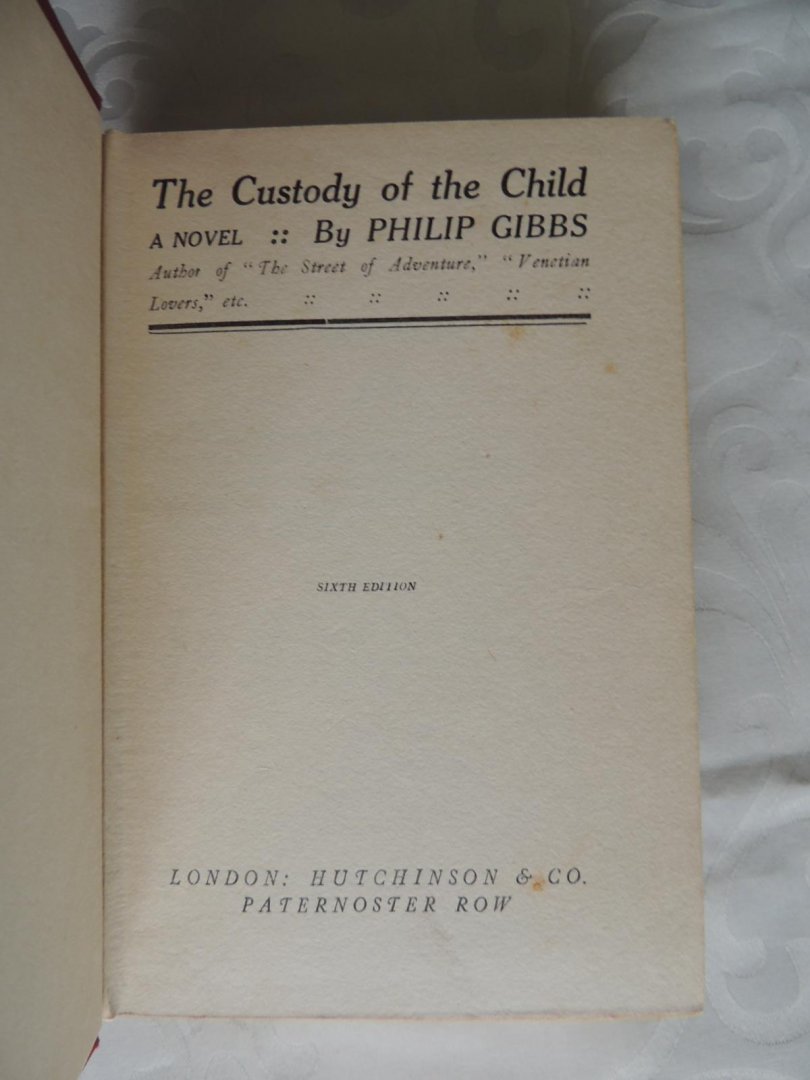 The Custody of the Child
A NOVEL :: By PHILIP GIBBS
Author of "The Street of Adventure," "Venetian
Lovers," etc. :: :: :: :: ::
SIXTH EDITION
LONDON: HUTCHINSON & CO.
PATERNOSTER ROW